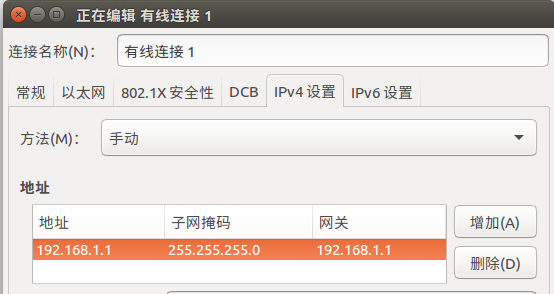 正在编辑 有线连接 1
连接名称(N)： 有线连接 1
常规 以太网 802.1X 安全性 DCB IPv4 设置 IPv6 设置
方法(M)： 手动
地址
地址 子网掩码 网关 增加(A)
192.168.1.1 255.255.255.0 192.168.1.1
删除(D)